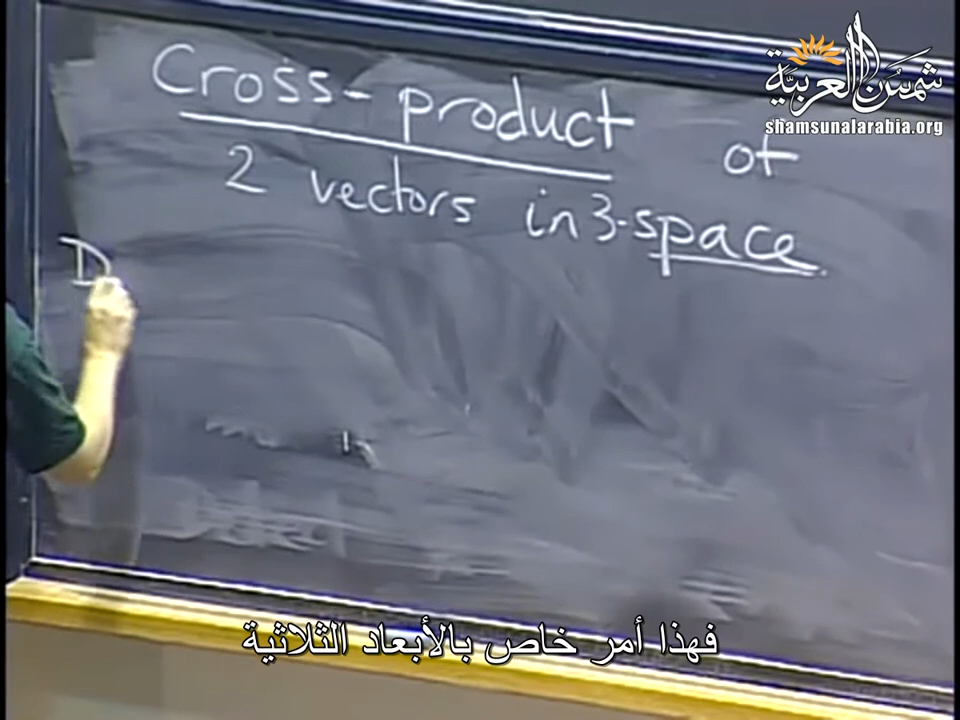 شمس العربية
shamsunalarabia.org
Cross-product of
2 vectors in 3-space
D
فهذا أمر خاص بالأبعاد الثلاثية